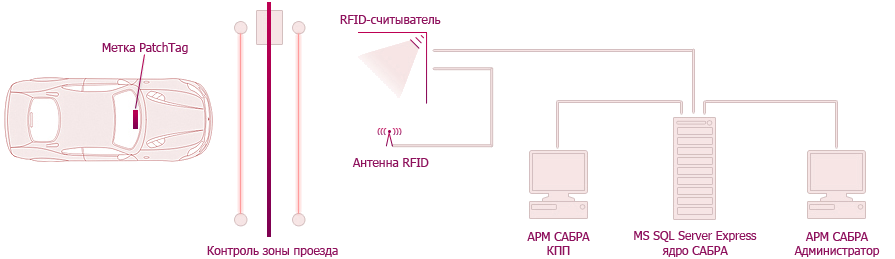 RFID-считыватель
Метка PatchTag
Антенна RFID
Контроль зоны проезда
АРМ САБРА
КПП
MS SQL Server Express
ядро САБРА
АРМ САБРА
Администратор